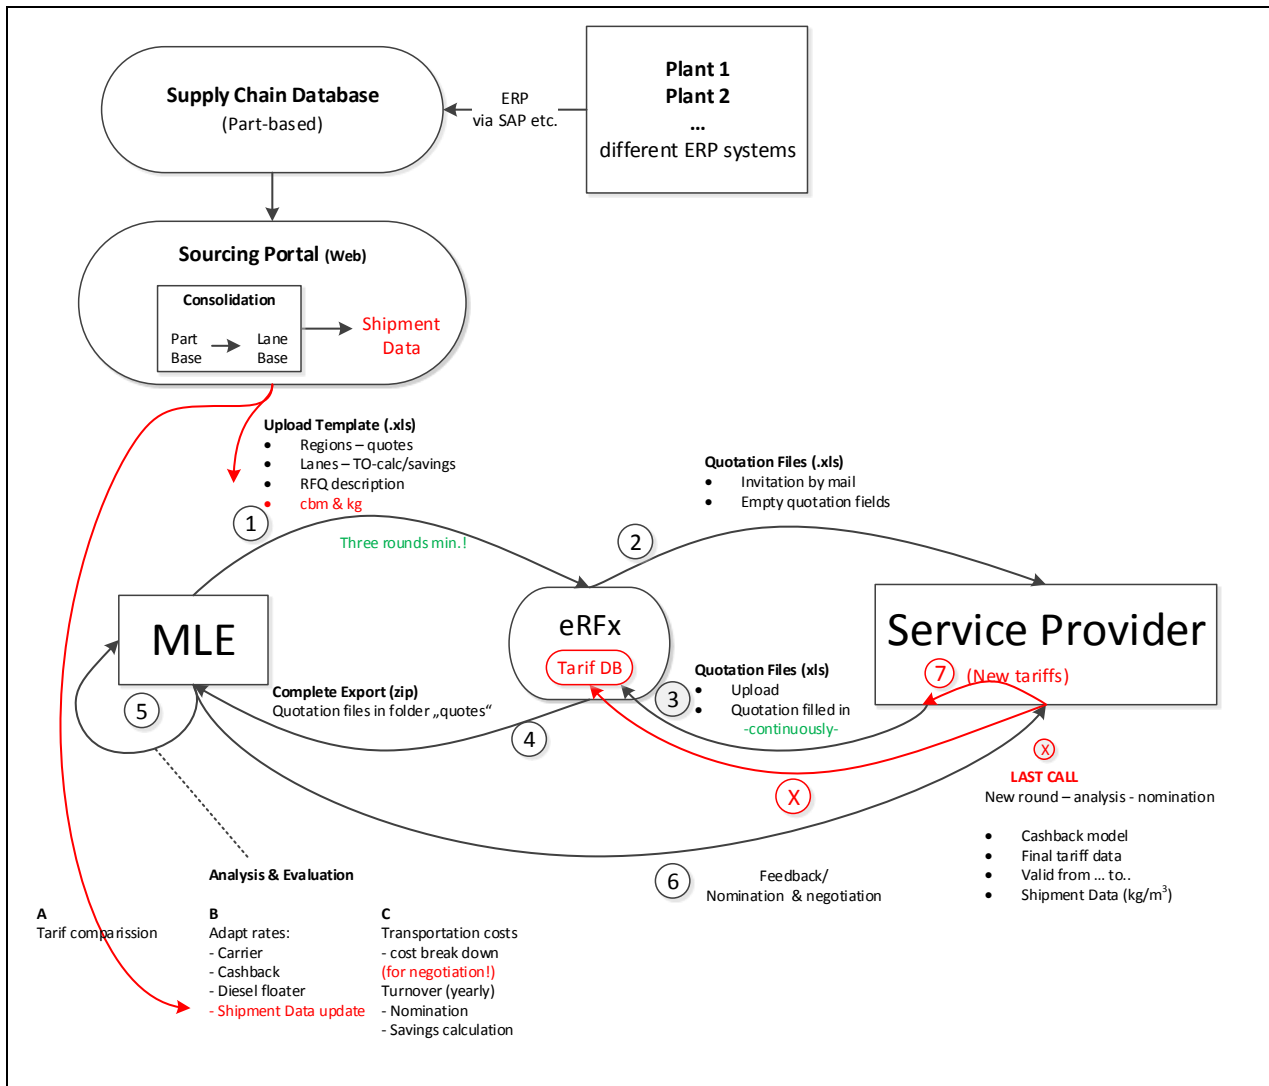 Supply Chain Database
(Part-based)
ERP
via SAP etc.
Plant 1
Plant 2
...
different ERP systems
Sourcing Portal (Web)
Consolidation
Part
Base
Lane
Base
Shipment
Data
Upload Template (.xls)
● Regions – quotes
● Lanes – TO-calc/savings
● RFQ description
● cbm & kg
1
Three rounds min.!
Quotation Files (.xls)
● Invitation by mail
● Empty quotation fields
2
MLE
eRFx
Tarif DB
Service Provider
7 (New tariffs)
Quotation Files (xls)
● Upload
● Quotation filled in
-continuously-
3
Complete Export (zip)
Quotation files in folder „quotes“
4
5
X
X
LAST CALL
New round – analysis - nomination
● Cashback model
● Final tariff data
● Valid from ... to..
● Shipment Data (kg/m³)
6
Feedback/
Nomination & negotiation
Analysis & Evaluation
A
Tarif comparission
B
Adapt rates:
- Carrier
- Cashback
- Diesel floater
- Shipment Data update
C
Transportation costs
- cost break down
(for negotiation!)
Turnover (yearly)
- Nomination
- Savings calculation